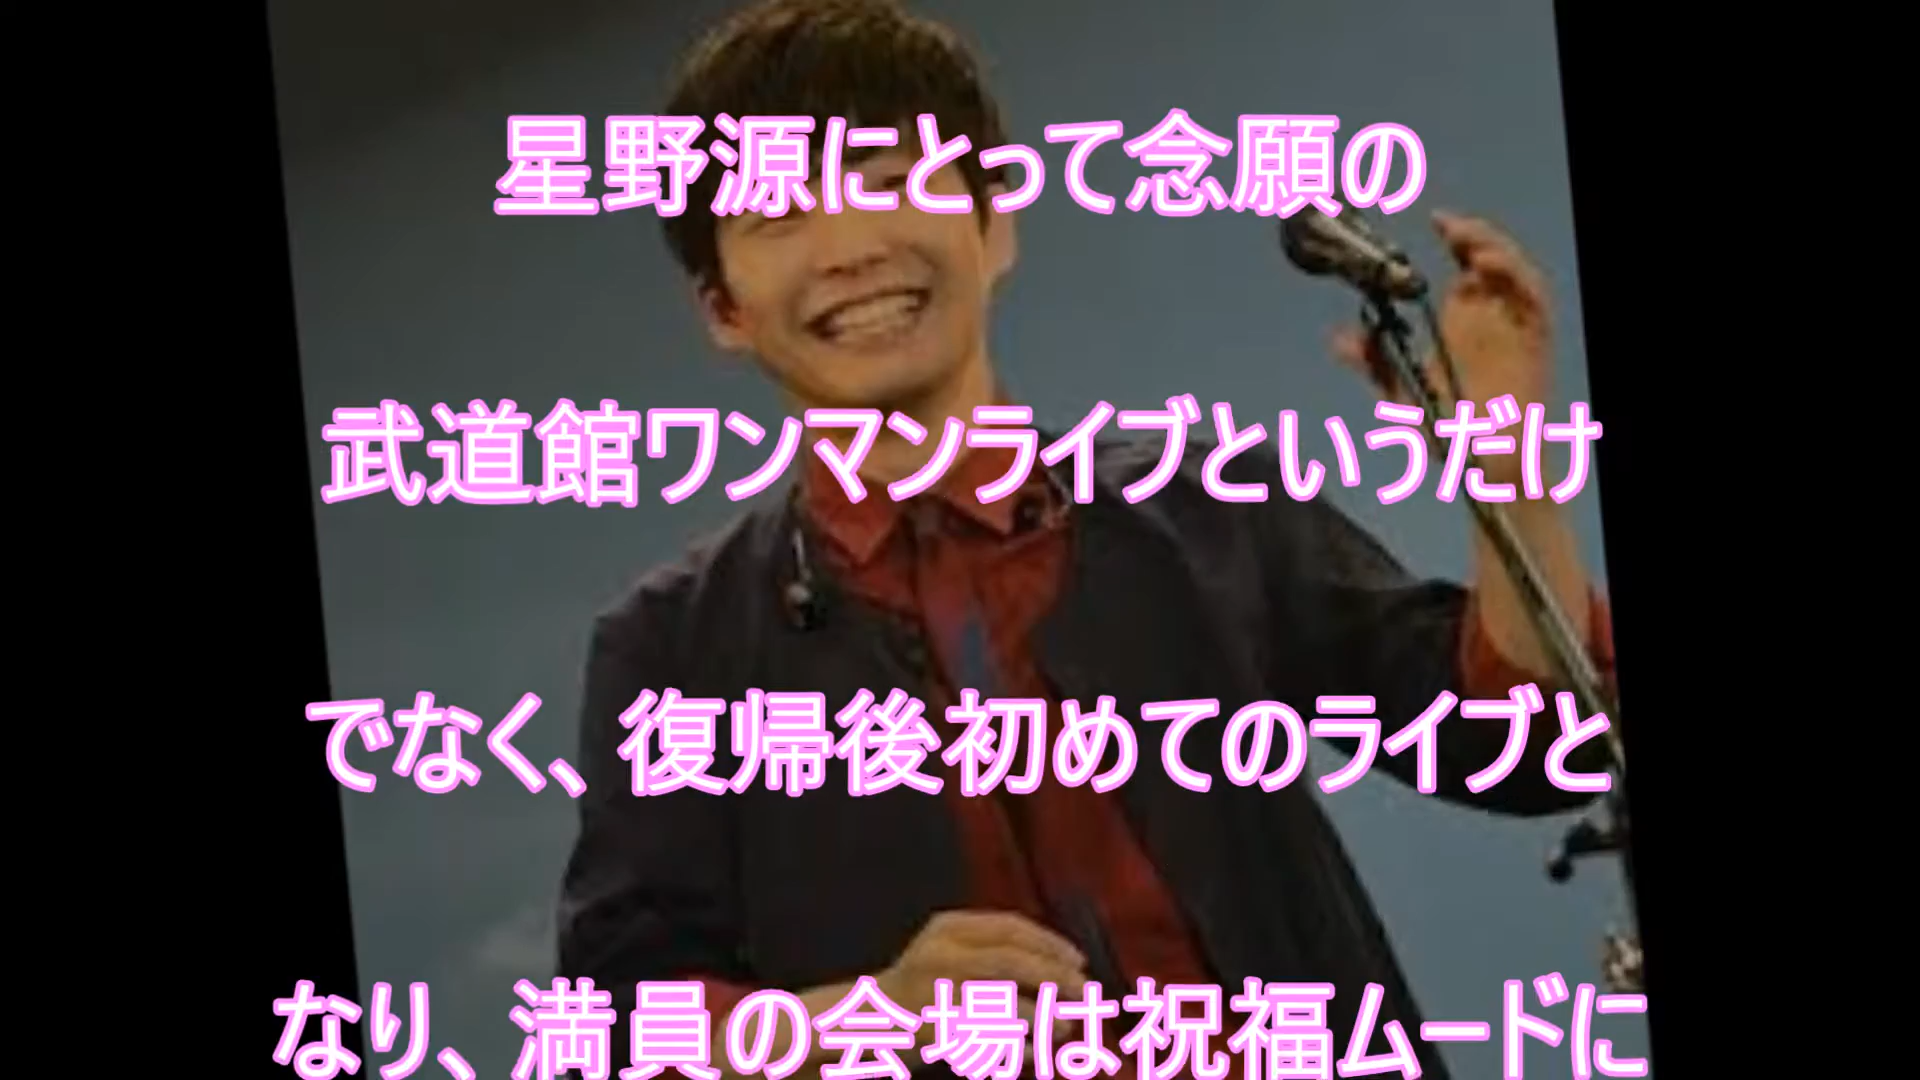 星野源にとって念願の
武道館ワンマンライブというだけ
でなく、復帰後初めてのライブと
なり、満員の会場は祝福ムードに